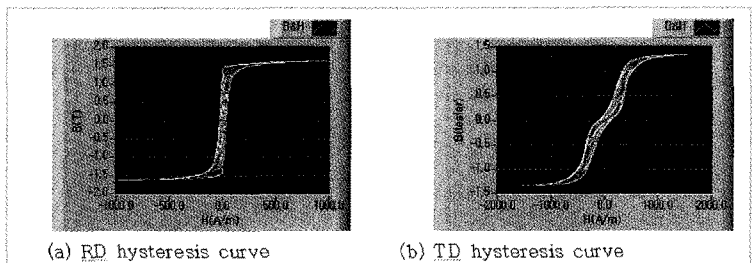 B&H
B&H
2.0
1.5
1.0
0.5
0.0
-0.5
-1.0
-1.5
-2.0
B(T)
-1000.0 -500.0 0.0 500.0 1000.0
H(A/m)
1.5
1.0
0.5
0.0
-0.5
-1.0
-1.5
B(tesla)
-2000.0 -1000.0 0.0 1000.0 2000.0
H(A/m)
(a) RD hysteresis curve
(b) TD hysteresis curve